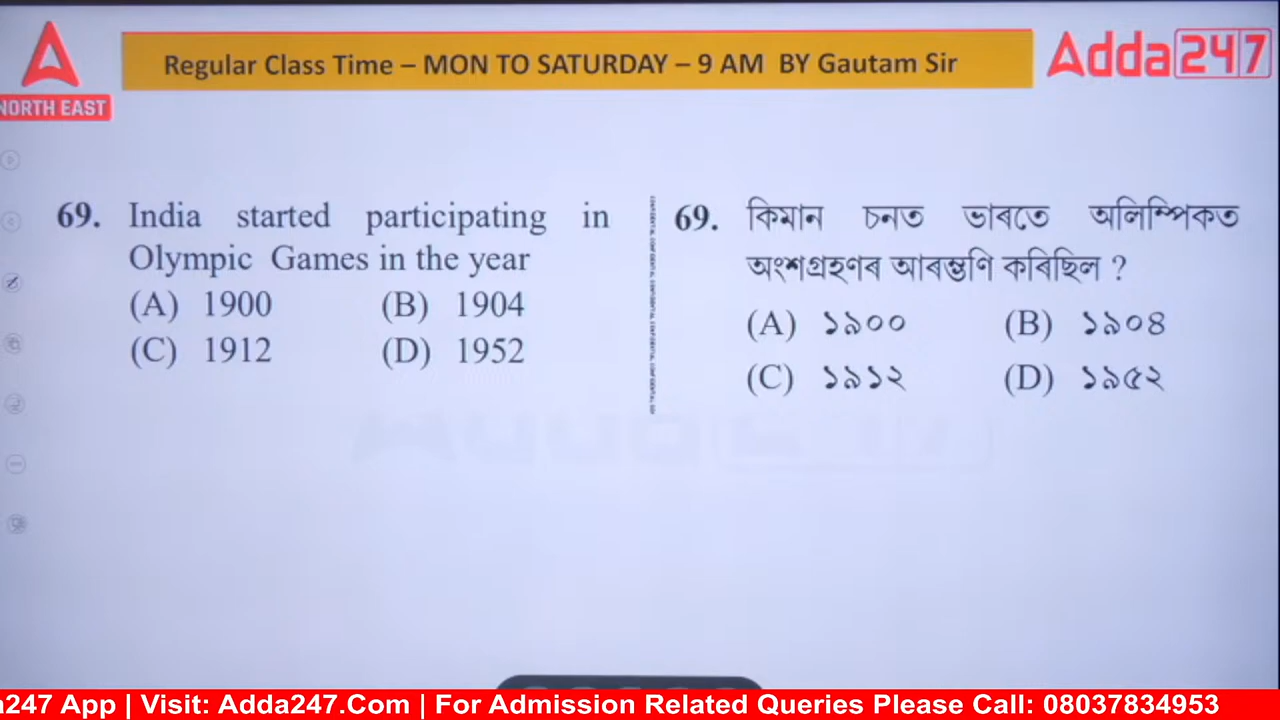 NORTH EAST
Regular Class Time – MON TO SATURDAY – 9 AM BY Gautam Sir
Adda247
69. India started participating in
Olympic Games in the year
(A) 1900 (B) 1904
(C) 1912 (D) 1952
69. কিমান চনত ভাৰতে অলিম্পিকত
অংশগ্ৰহণৰ আৰম্ভণি কৰিছিল ?
(A) ১৯০০ (B) ১৯০৪
(C) ১৯১২ (D) ১৯৫২
a247 App | Visit: Adda247.Com | For Admission Related Queries Please Call: 08037834953